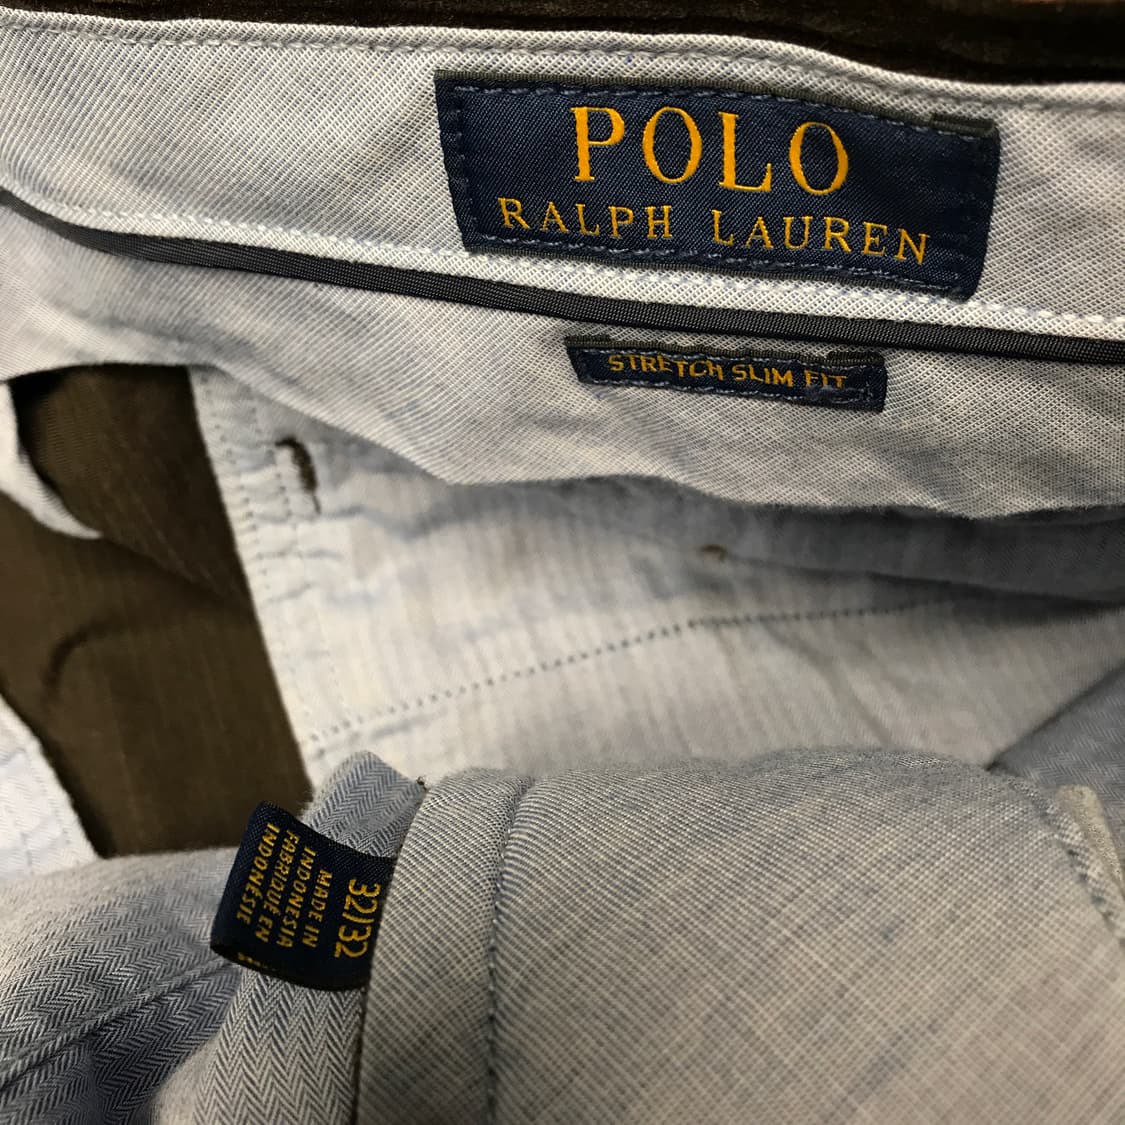 POLO
RALPH LAUREN
STRETCH SLIM FIT
32/32
MADE IN
INDONESIA
FABRIQUÉ EN
INDONÉSIE